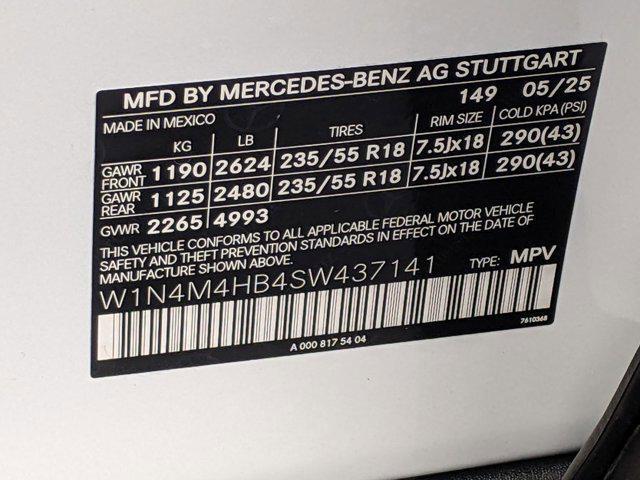 MFD BY MERCEDES-BENZ AG STUTTGART
MADE IN MEXICO 149 05/25
KG LB TIRES RIM SIZE COLD KPA (PSI)
GAWR FRONT 1190 2624 235/55 R18 7.5Jx18 290(43)
GAWR REAR 1125 2480 235/55 R18 7.5Jx18 290(43)
GVWR 2265 4993
THIS VEHICLE CONFORMS TO ALL APPLICABLE FEDERAL MOTOR VEHICLE
SAFETY AND THEFT PREVENTION STANDARDS IN EFFECT ON THE DATE OF
MANUFACTURE SHOWN ABOVE.
W1N4M4HB4SW437141 TYPE: MPV
7610368
A 000 817 54 04